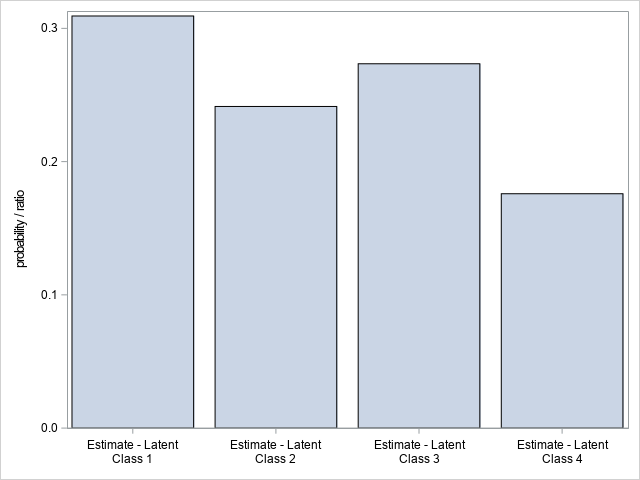 0.3
0.2
0.1
0.0
probability / ratio
Estimate - Latent
Class 1
Estimate - Latent
Class 2
Estimate - Latent
Class 3
Estimate - Latent
Class 4